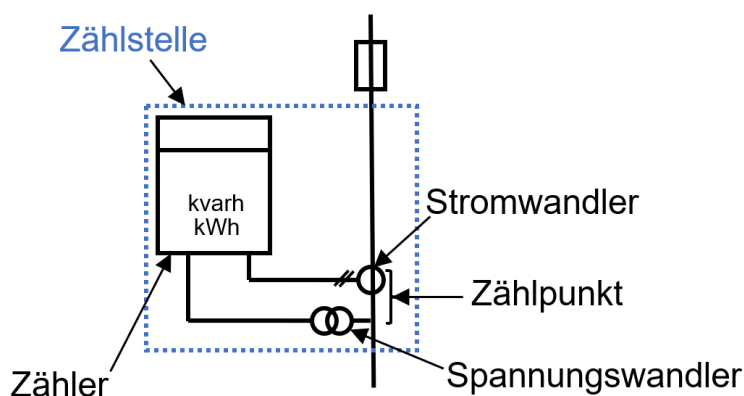 Zählstelle
kvarh
kWh
Stromwandler
Zählpunkt
Spannungswandler
Zähler